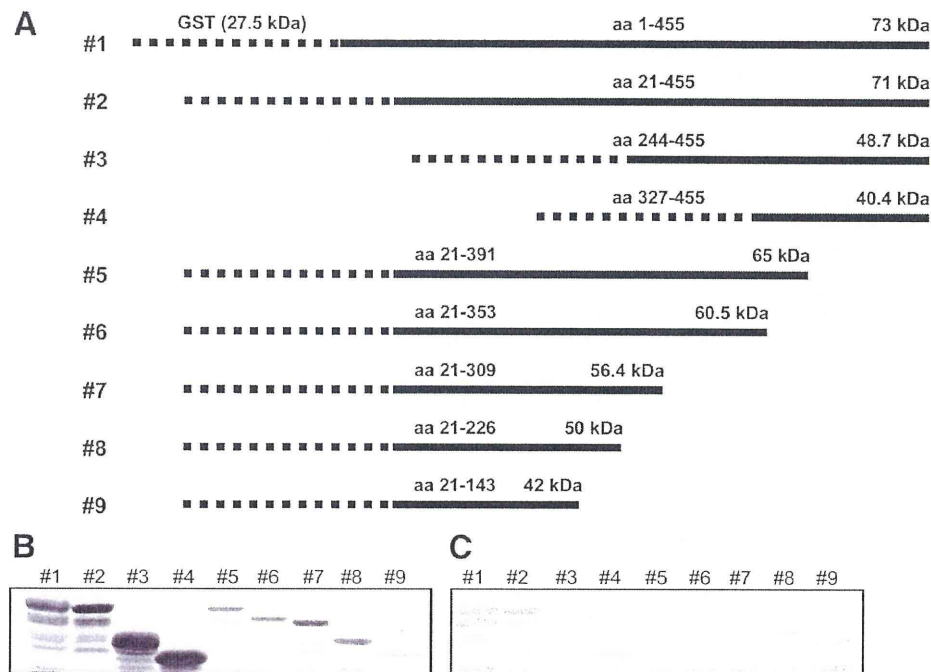 A
GST (27.5 kDa) aa 1-455 73 kDa
#1
aa 21-455 71 kDa
#2
aa 244-455 48.7 kDa
#3
aa 327-455 40.4 kDa
#4
aa 21-391 65 kDa
#5
aa 21-353 60.5 kDa
#6
aa 21-309 56.4 kDa
#7
aa 21-226 50 kDa
#8
aa 21-143 42 kDa
#9
B
#1 #2 #3 #4 #5 #6 #7 #8 #9
C
#1 #2 #3 #4 #5 #6 #7 #8 #9